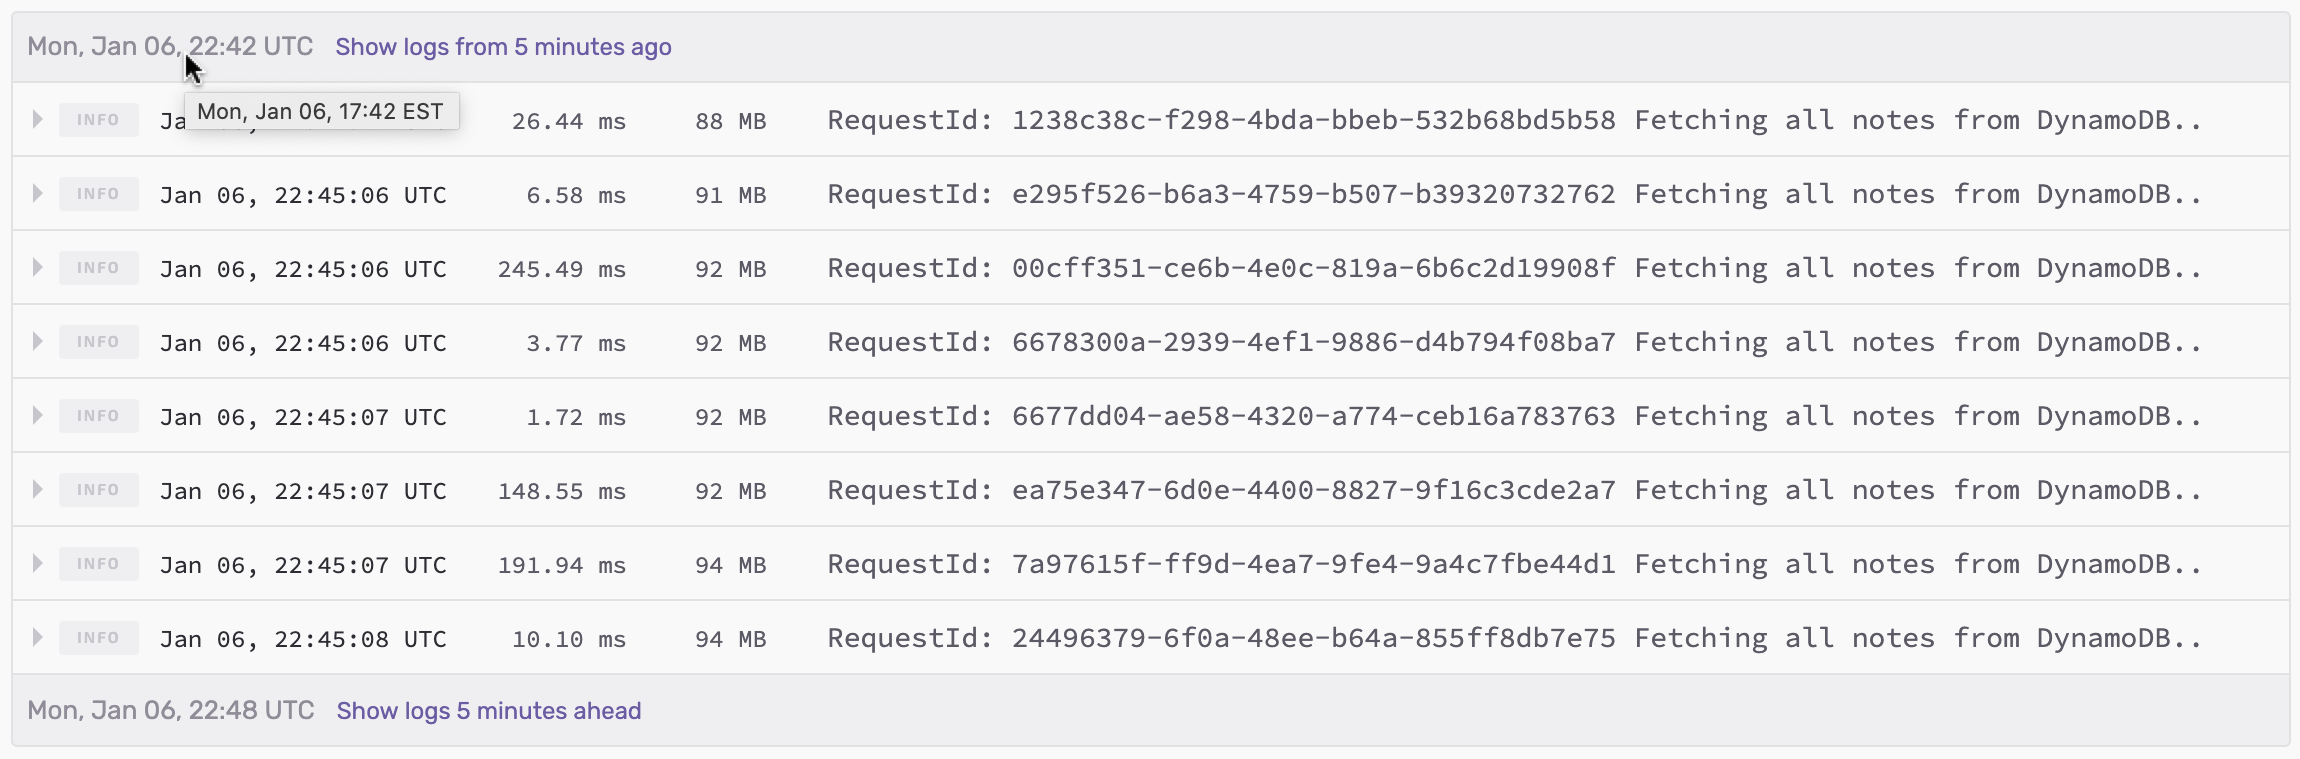 Mon, Jan 06, 22:42 UTC Show logs from 5 minutes ago
Mon, Jan 06, 17:42 EST
INFO 26.44 ms 88 MB RequestId: 1238c38c-f298-4bda-bbeb-532b68bd5b58 Fetching all notes from DynamoDB..
INFO Jan 06, 22:45:06 UTC 6.58 ms 91 MB RequestId: e295f526-b6a3-4759-b507-b39320732762 Fetching all notes from DynamoDB..
INFO Jan 06, 22:45:06 UTC 245.49 ms 92 MB RequestId: 00cff351-ce6b-4e0c-819a-6b6c2d19908f Fetching all notes from DynamoDB..
INFO Jan 06, 22:45:06 UTC 3.77 ms 92 MB RequestId: 6678300a-2939-4ef1-9886-d4b794f08ba7 Fetching all notes from DynamoDB..
INFO Jan 06, 22:45:07 UTC 1.72 ms 92 MB RequestId: 6677dd04-ae58-4320-a774-ceb16a783763 Fetching all notes from DynamoDB..
INFO Jan 06, 22:45:07 UTC 148.55 ms 92 MB RequestId: ea75e347-6d0e-4400-8827-9f16c3cde2a7 Fetching all notes from DynamoDB..
INFO Jan 06, 22:45:07 UTC 191.94 ms 94 MB RequestId: 7a97615f-ff9d-4ea7-9fe4-9a4c7fbe44d1 Fetching all notes from DynamoDB..
INFO Jan 06, 22:45:08 UTC 10.10 ms 94 MB RequestId: 24496379-6f0a-48ee-b64a-855ff8db7e75 Fetching all notes from DynamoDB..
Mon, Jan 06, 22:48 UTC Show logs 5 minutes ahead